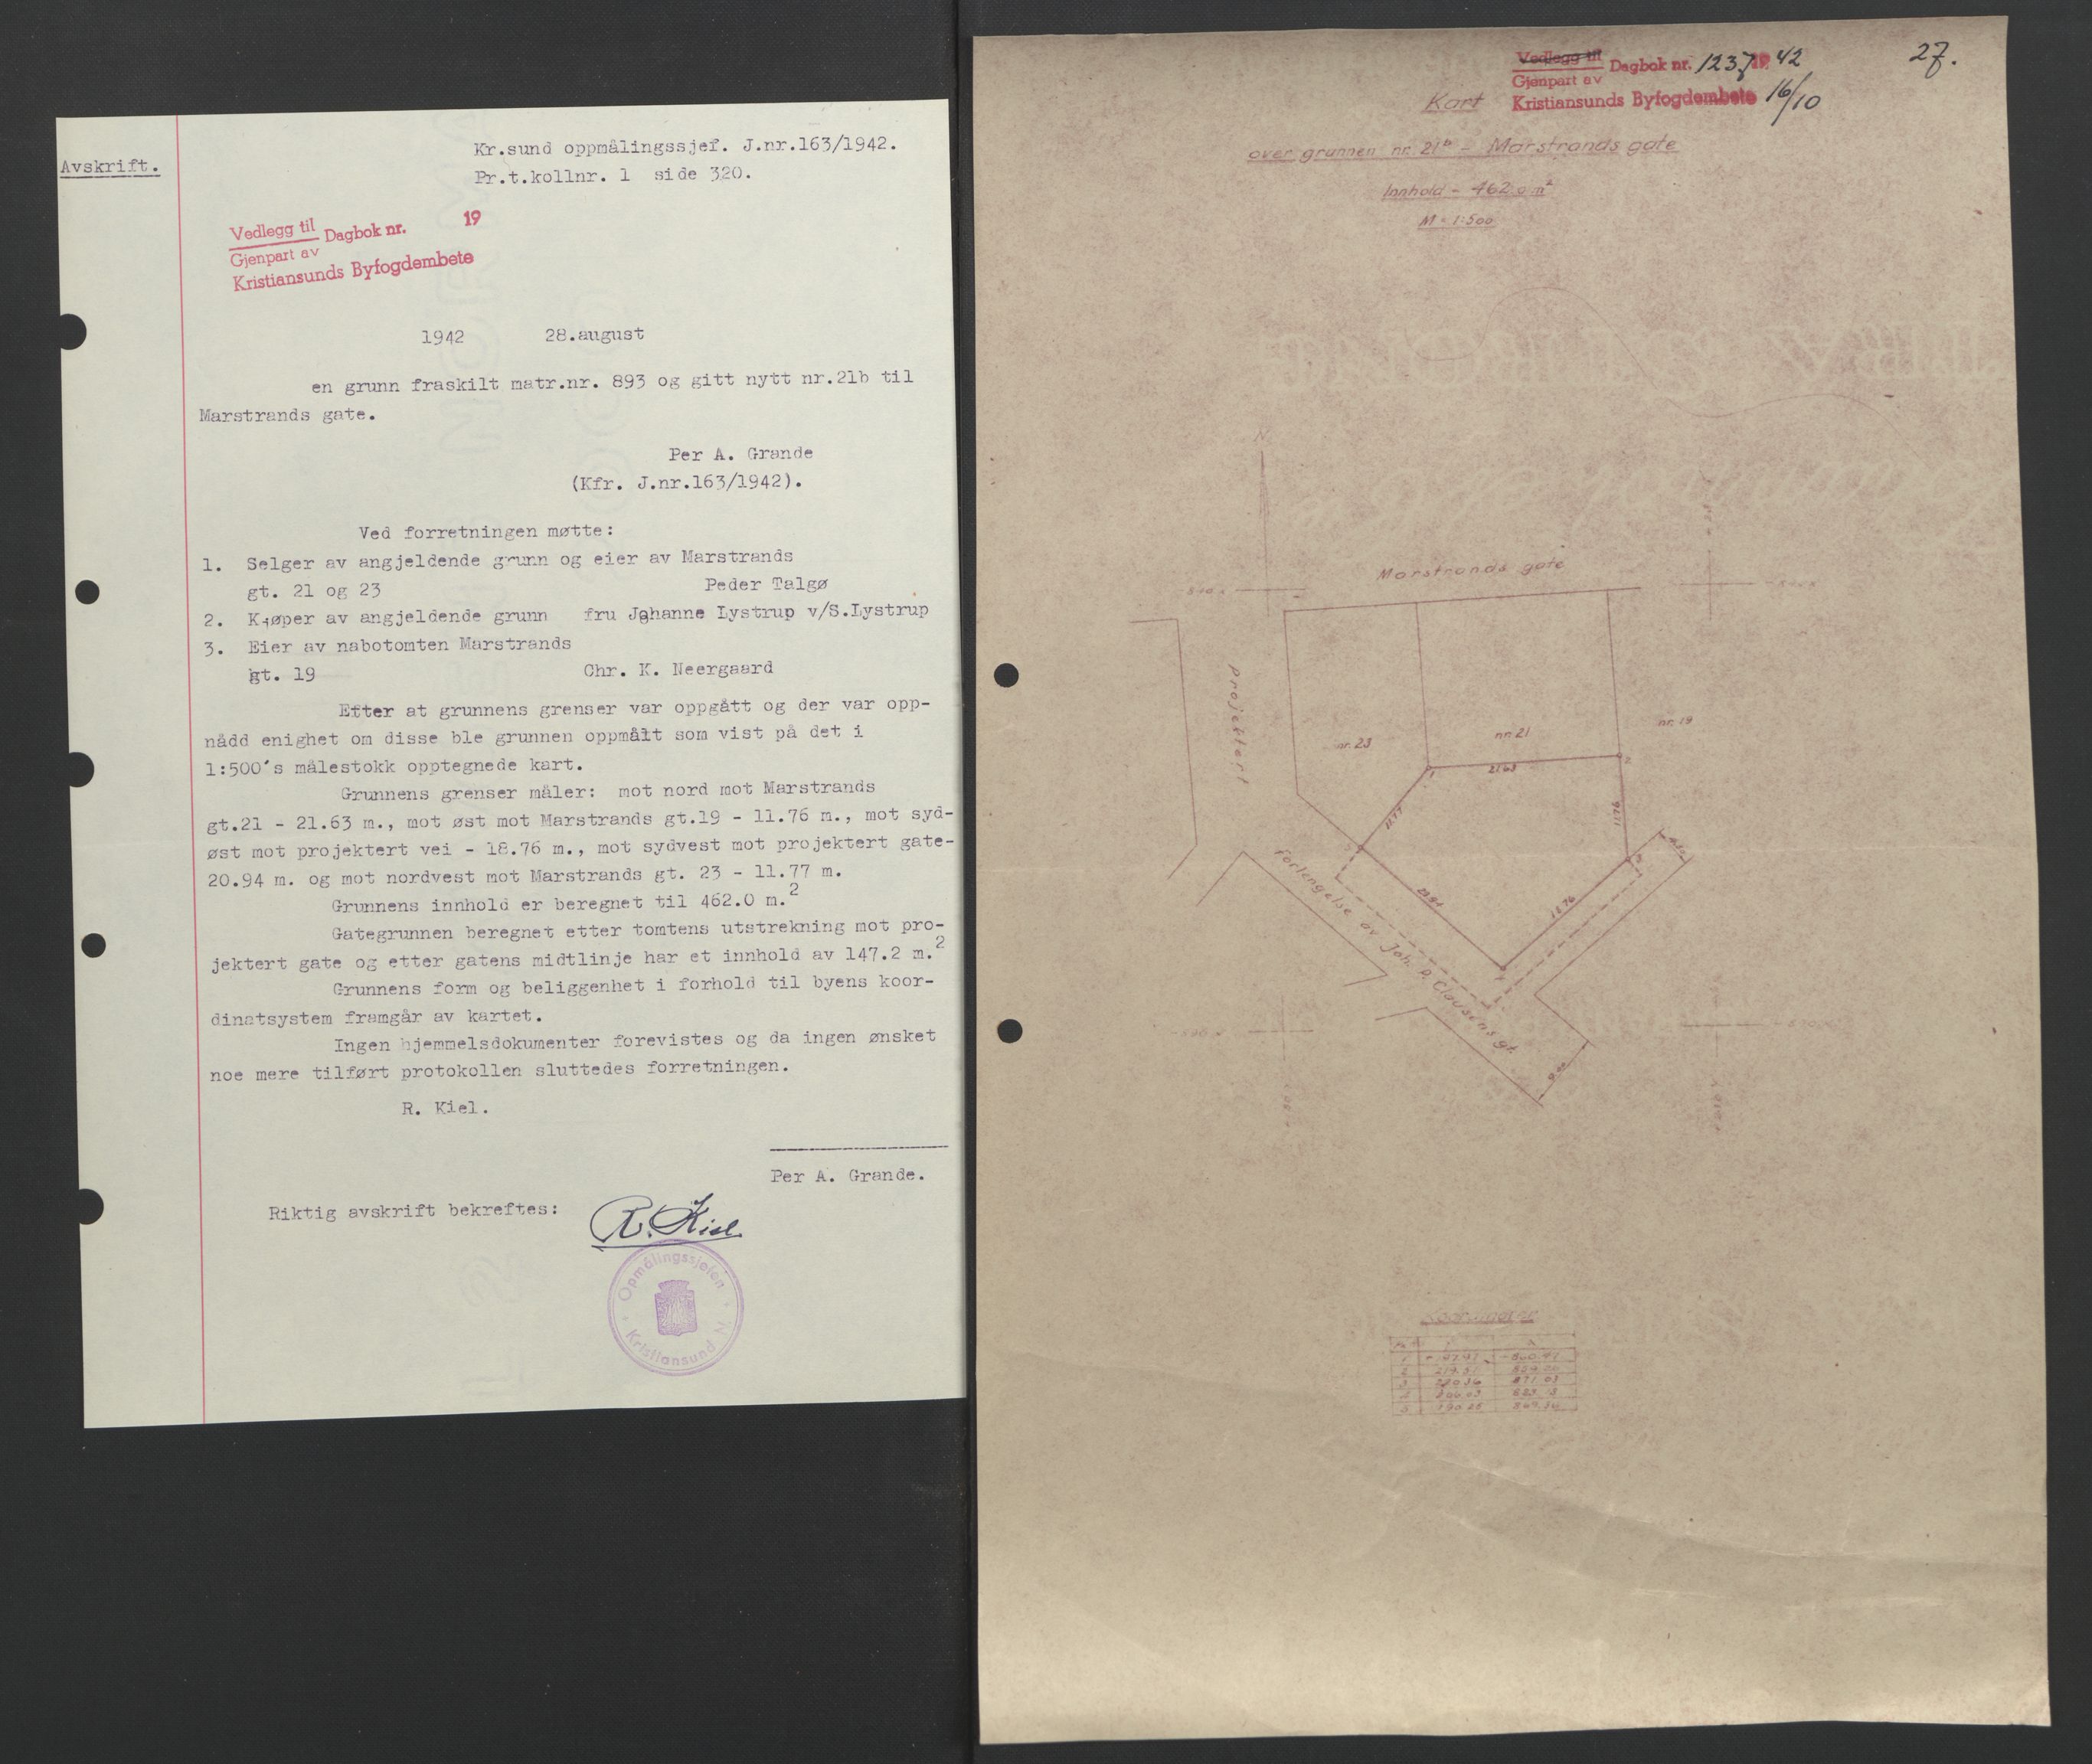 Avskrift.
Kr.sund oppmålingssjef. J.nr.163/1942.
Pr.t.kollnr. 1 side 320.
Vedlegg til
Gjenpart av
Dagbok nr. 19
Kristiansunds Byfogdembete
1942 28.august
en grunn fraskilt matr.nr. 893 og gitt nytt nr.21b til
Marstrands gate.
Per A. Grande
(Kfr. J.nr.163/1942).
Ved forretningen møtte:
1. Selger av angjeldende grunn og eier av Marstrands
gt. 21 og 23 Peder Talgø
2. Kjøper av angjeldende grunn fru Johanne Lystrup v/S.Lystrup
3. Eier av nabotomten Marstrands
gt. 19 Chr. K. Neergaard
Efter at grunnens grenser var oppgått og der var opp-
nådd enighet om disse ble grunnen oppmålt som vist på det i
1:500's målestokk opptegnede kart.
Grunnens grenser måler: mot nord mot Marstrands
gt.21 - 21.63 m., mot øst mot Marstrands gt.19 - 11.76 m., mot syd-
øst mot projektert vei - 18.76 m., mot sydvest mot projektert gate-
20.94 m. og mot nordvest mot Marstrands gt. 23 - 11.77 m.
Grunnens innhold er beregnet til 462.0 m.2
Gategrunnen beregnet etter tomtens utstrekning mot pro-
jektert gate og etter gatens midtlinje har et innhold av 147.2 m.2
Grunnens form og beliggenhet i forhold til byens koor-
dinatsystem framgår av kartet.
Ingen hjemmelsdokumenter forevistes og da ingen ønsket
noe mere tilført protokollen sluttedes forretningen.
R. Kiel.
Per A. Grande.
Riktig avskrift bekreftes:
R. Kiel
Opmålingssjefen
Kristiansund N.
27.
Vedlegg til
Gjenpart av
Dagbok nr. 1237 1942
Kristiansunds Byfogdembete 16/10
Kart
over grunnen nr. 21b - Marstrands gate
Innhold - 462.0 m2
M = 1:500
N
Marstrands gate
projektert
nr. 23
nr. 21
nr. 19
1
21.63
2
11.77
11.76
5
3
20.94
18.76
4
Forlengelse av Joh. P. Clausens gt.
Koordinater